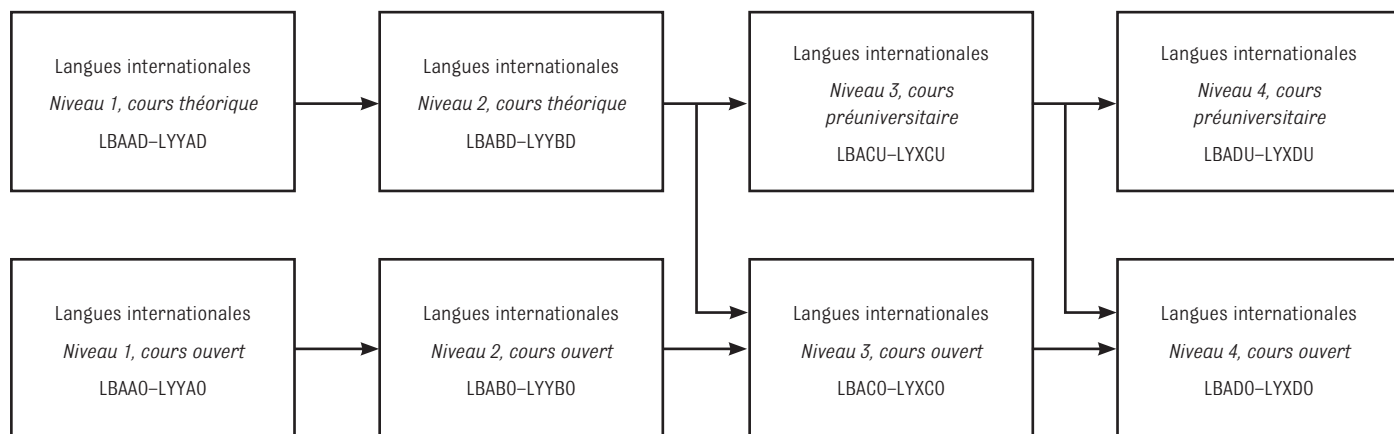 Langues internationales
Niveau 1, cours théorique
LBAAD–LYYAD
Langues internationales
Niveau 2, cours théorique
LBABD–LYYBD
Langues internationales
Niveau 3, cours
préuniversitaire
LBACU–LYXCU
Langues internationales
Niveau 4, cours
préuniversitaire
LBADU–LYXDU
Langues internationales
Niveau 1, cours ouvert
LBAAO–LYYAO
Langues internationales
Niveau 2, cours ouvert
LBABO–LYYBO
Langues internationales
Niveau 3, cours ouvert
LBACO–LYXCO
Langues internationales
Niveau 4, cours ouvert
LBADO–LYXDO